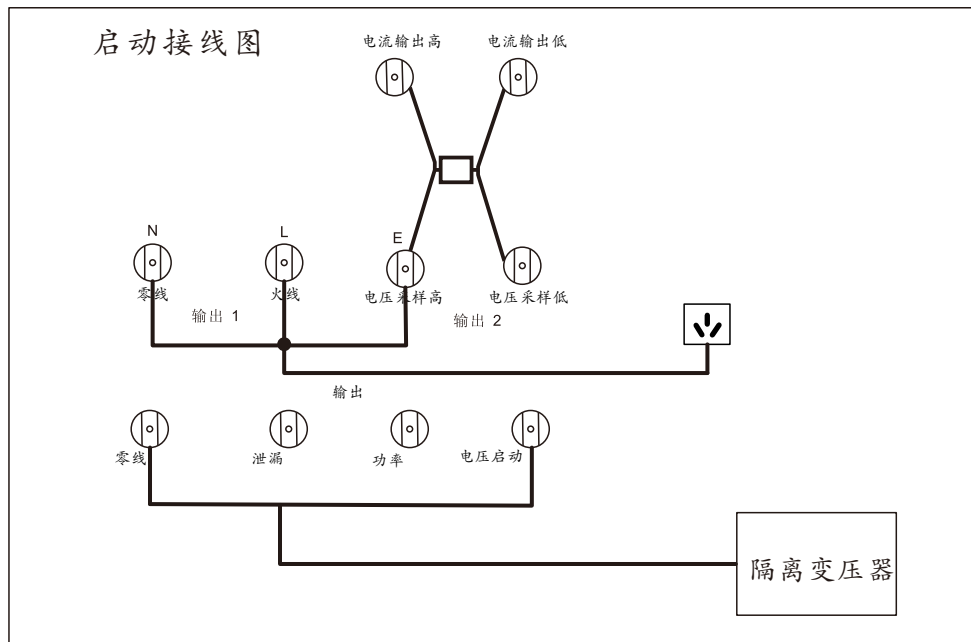 启动接线图
电流输出高
电流输出低
N
L
E
零线
火线
电压采样高
电压采样低
输出 1
输出 2
输出
零线
泄漏
功率
电压启动
隔离变压器